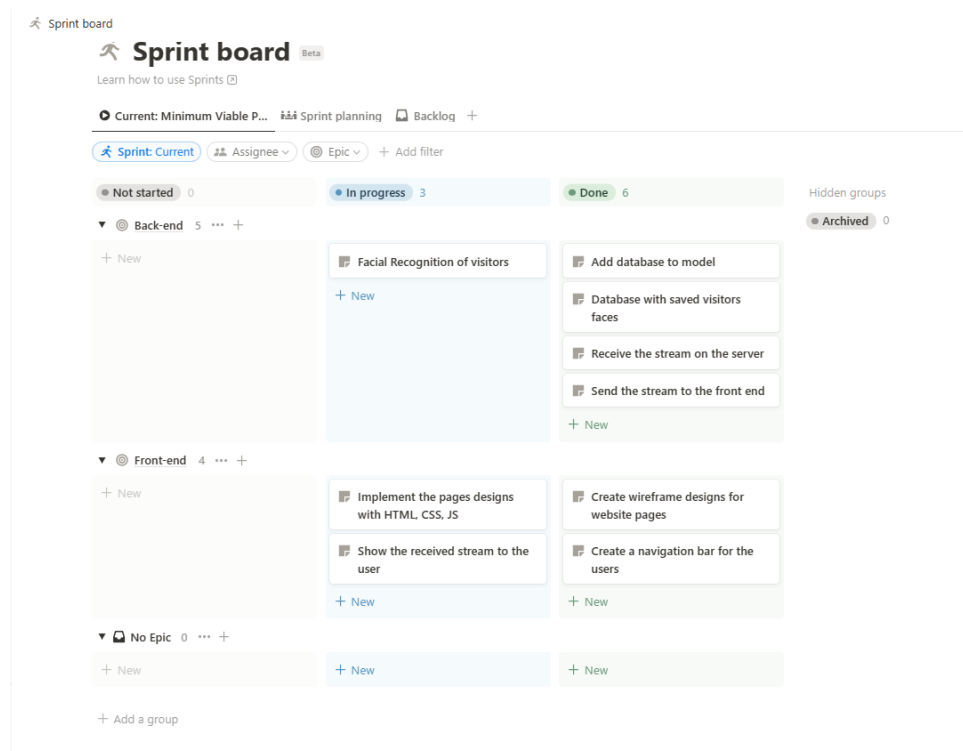 Sprint board
Sprint board Beta
Learn how to use Sprints
Current: Minimum Viable P... Sprint planning Backlog +
Sprint: Current Assignee Epic + Add filter
Not started 0 In progress 3 Done 6 Hidden groups
Archived 0
Back-end 5 ... +
+ New
Facial Recognition of visitors
+ New
Add database to model
Database with saved visitors
faces
Receive the stream on the server
Send the stream to the front end
+ New
Front-end 4 ... +
+ New
Implement the pages designs
with HTML, CSS, JS
Show the received stream to the
user
+ New
Create wireframe designs for
website pages
Create a navigation bar for the
users
+ New
No Epic 0 ... +
+ New + New + New
+ Add a group